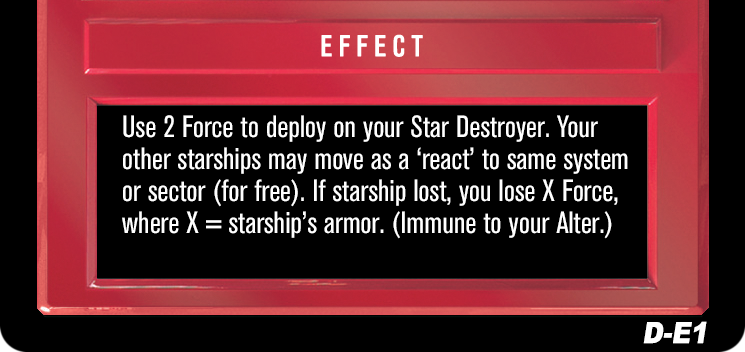 EFFECT
Use 2 Force to deploy on your Star Destroyer. Your
other starships may move as a ‘react’ to same system
or sector (for free). If starship lost, you lose X Force,
where X = starship’s armor. (Immune to your Alter.)
D-E1